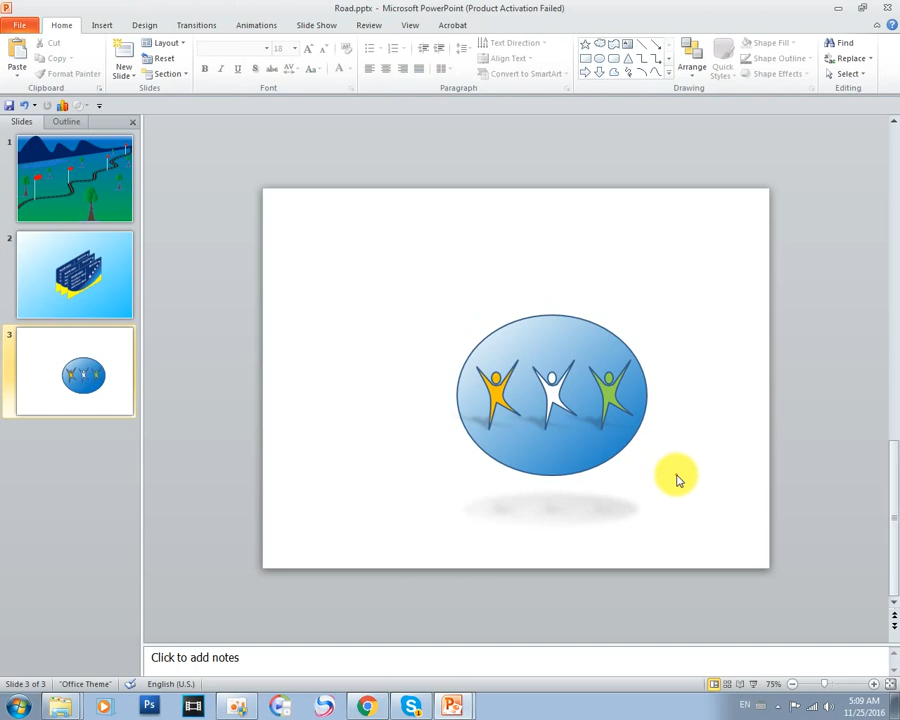 Road.pptx - Microsoft PowerPoint (Product Activation Failed)
File Home Insert Design Transitions Animations Slide Show Review View Acrobat
Paste
Cut
Copy
Format Painter
Clipboard
New
Slide
Layout
Reset
Section
Slides
18
B I U S abc AV Aa A
Font
Text Direction
Align Text
Convert to SmartArt
Paragraph
Arrange
Quick
Styles
Shape Fill
Shape Outline
Shape Effects
Drawing
Find
Replace
Select
Editing
Slides Outline
1
2
3
Click to add notes
Slide 3 of 3 "Office Theme" English (U.S.) 75%
EN 5:09 AM
11/25/2016